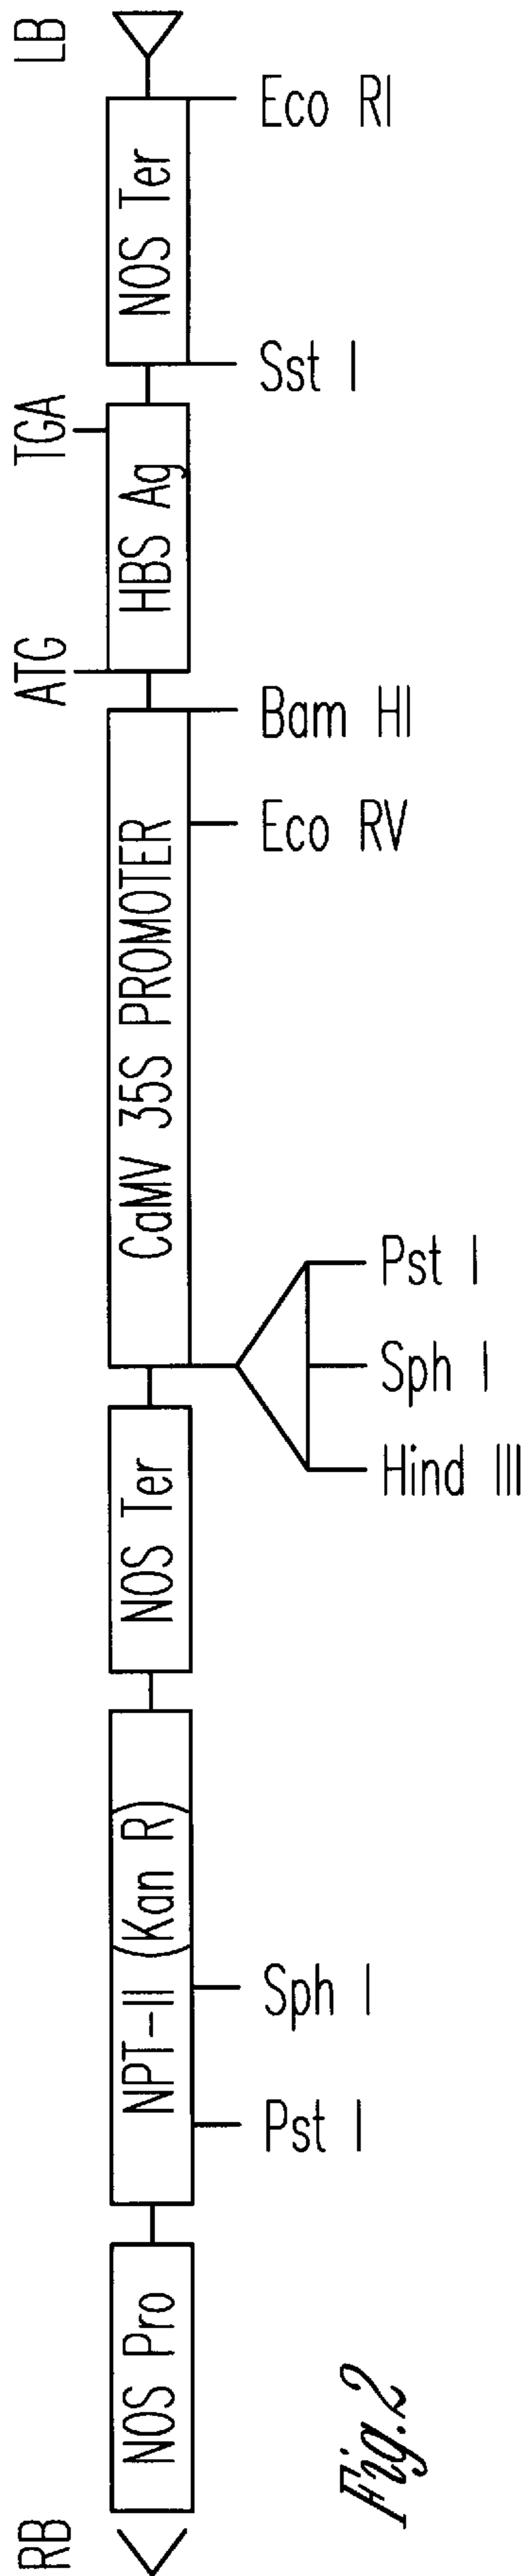 RB
ATG
TGA
LB
NOS Pro
NPT-II (Kan R)
NOS Ter
CaMV 35S PROMOTER
HBS Ag
NOS Ter
Pst I
Sph I
Hind III
Sph I
Pst I
Eco RV
Bam HI
Sst I
Eco RI
Fig.2